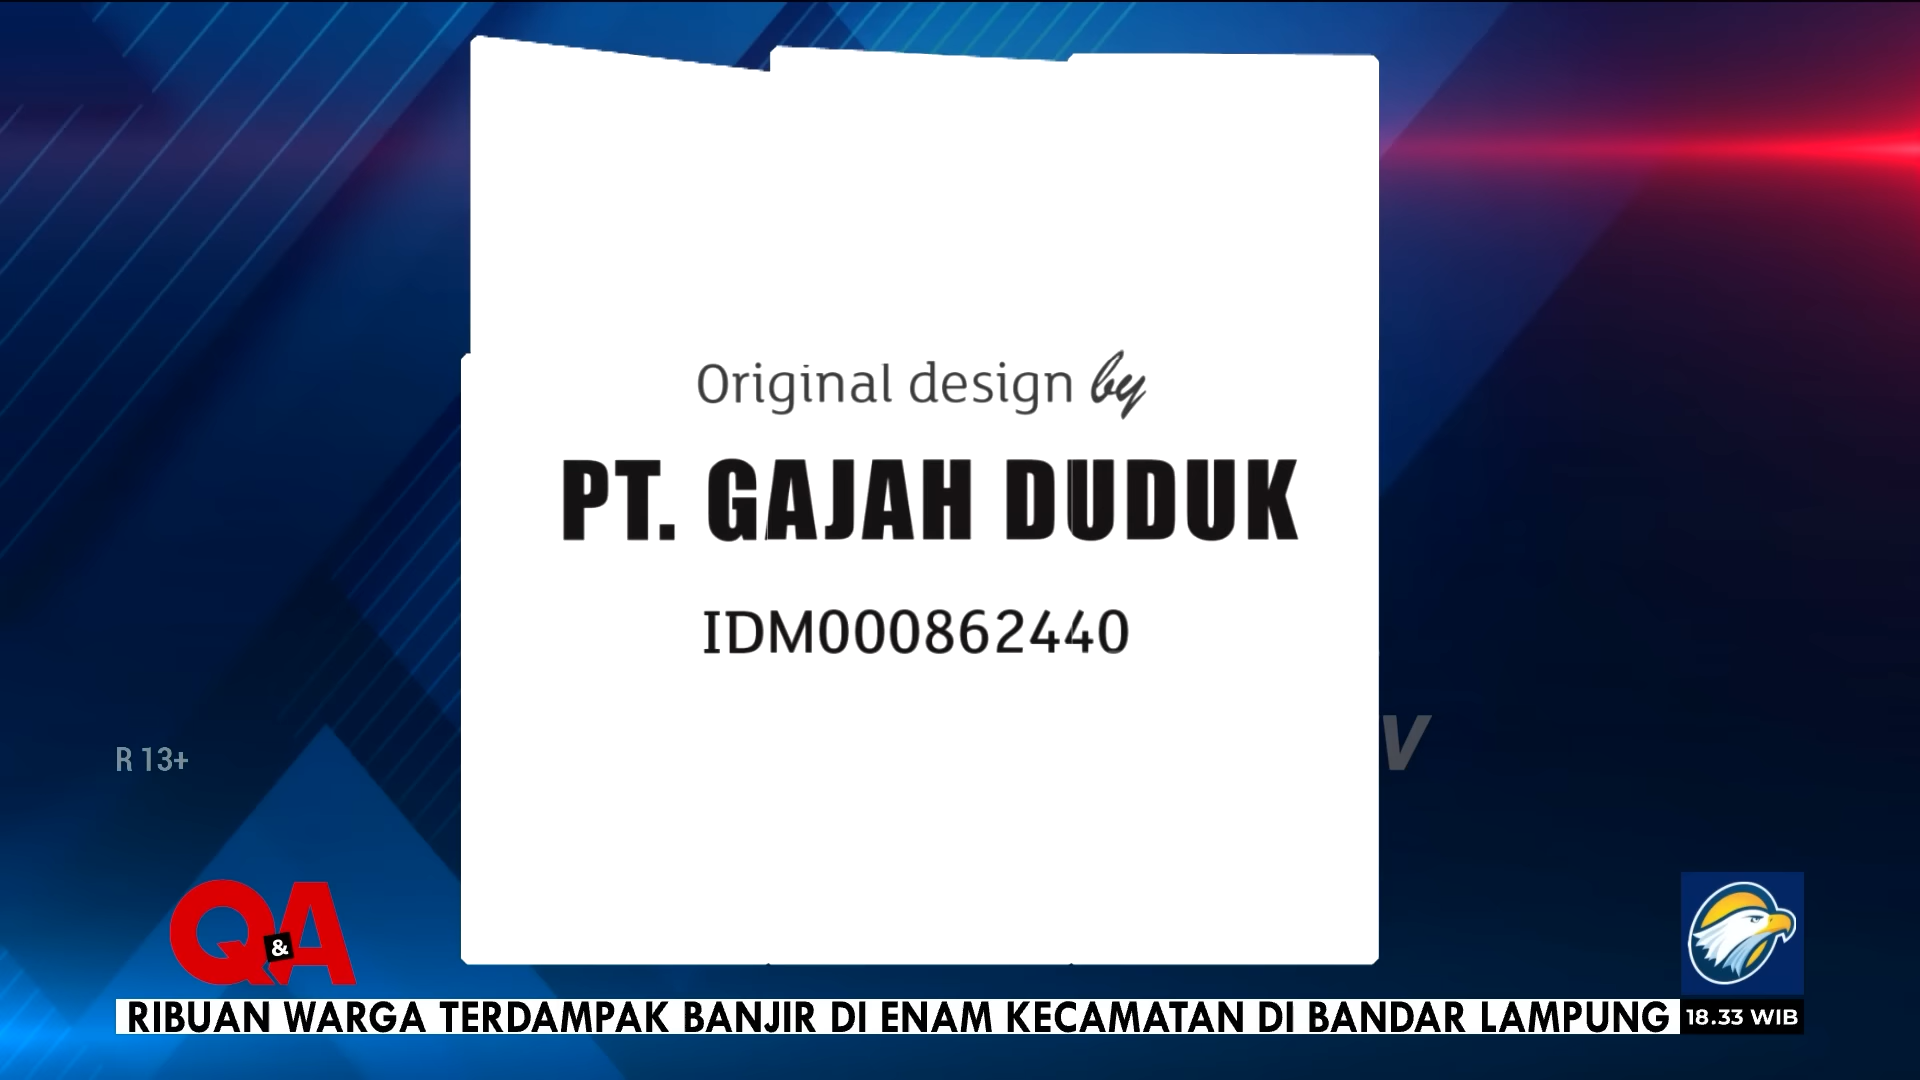 Original design by
PT. GAJAH DUDUK
IDM000862440
R 13+
V
Q&A
RIBUAN WARGA TERDAMPAK BANJIR DI ENAM KECAMATAN DI BANDAR LAMPUNG
18.33 WIB